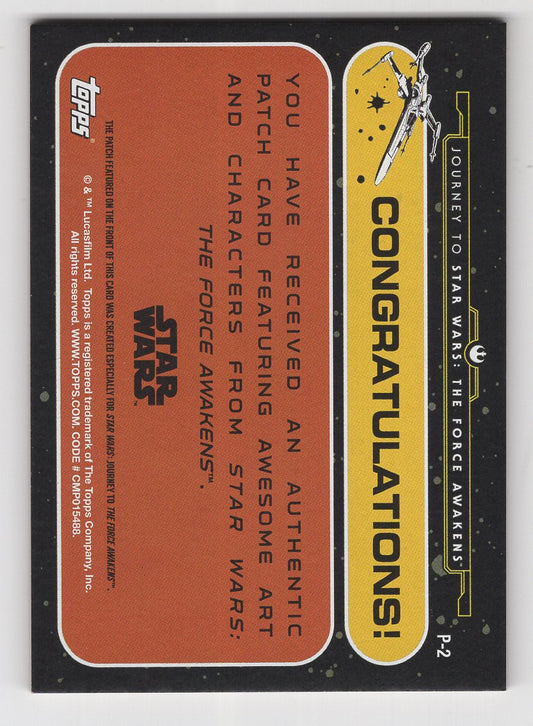 JOURNEY TO STAR WARS: THE FORCE AWAKENS
P-2
CONGRATULATIONS!
YOU HAVE RECEIVED AN AUTHENTIC
PATCH CARD FEATURING AWESOME ART
AND CHARACTERS FROM STAR WARS:
THE FORCE AWAKENS™.
STAR
WARS™
THE PATCH FEATURED ON THE FRONT OF THIS CARD WAS CREATED ESPECIALLY FOR STAR WARS: JOURNEY TO THE FORCE AWAKENS™.
topps®
© & ™ Lucasfilm Ltd. Topps is a registered trademark of The Topps Company, Inc.
All rights reserved. WWW.TOPPS.COM. CODE # CMP015488.